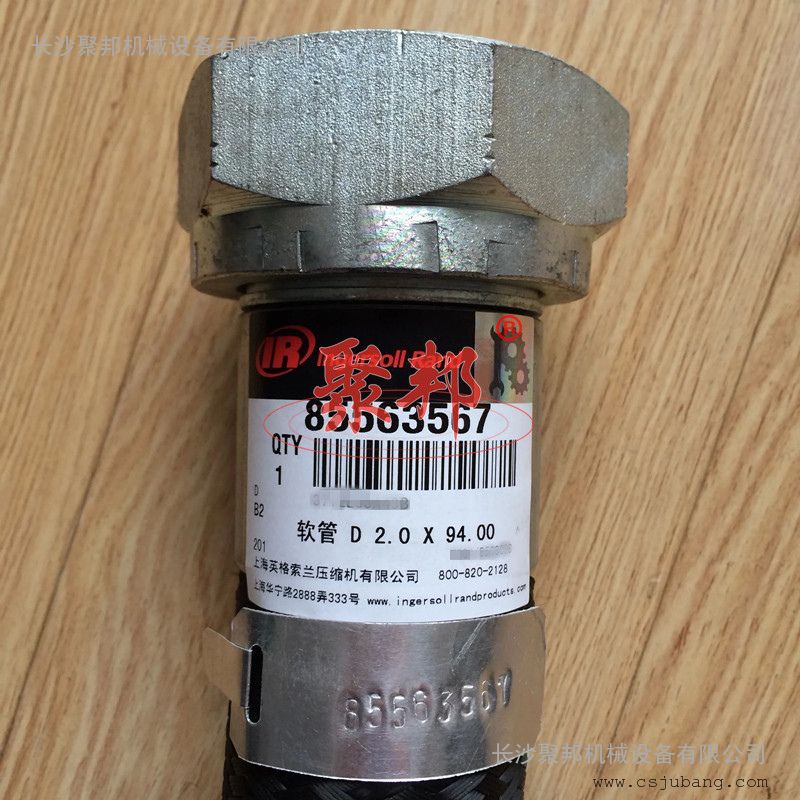 长沙聚邦机械设备有限公司
IR Ingersoll Rand
®
聚邦
85563567
QTY
1
D
B2
软管 D 2.0 X 94.00
201
上海英格索兰压缩机有限公司 800-820-2128
上海华宁路2888弄333号 www.ingersollrandproducts.com
85563567
长沙聚邦机械设备有限公司
www.csjubang.com